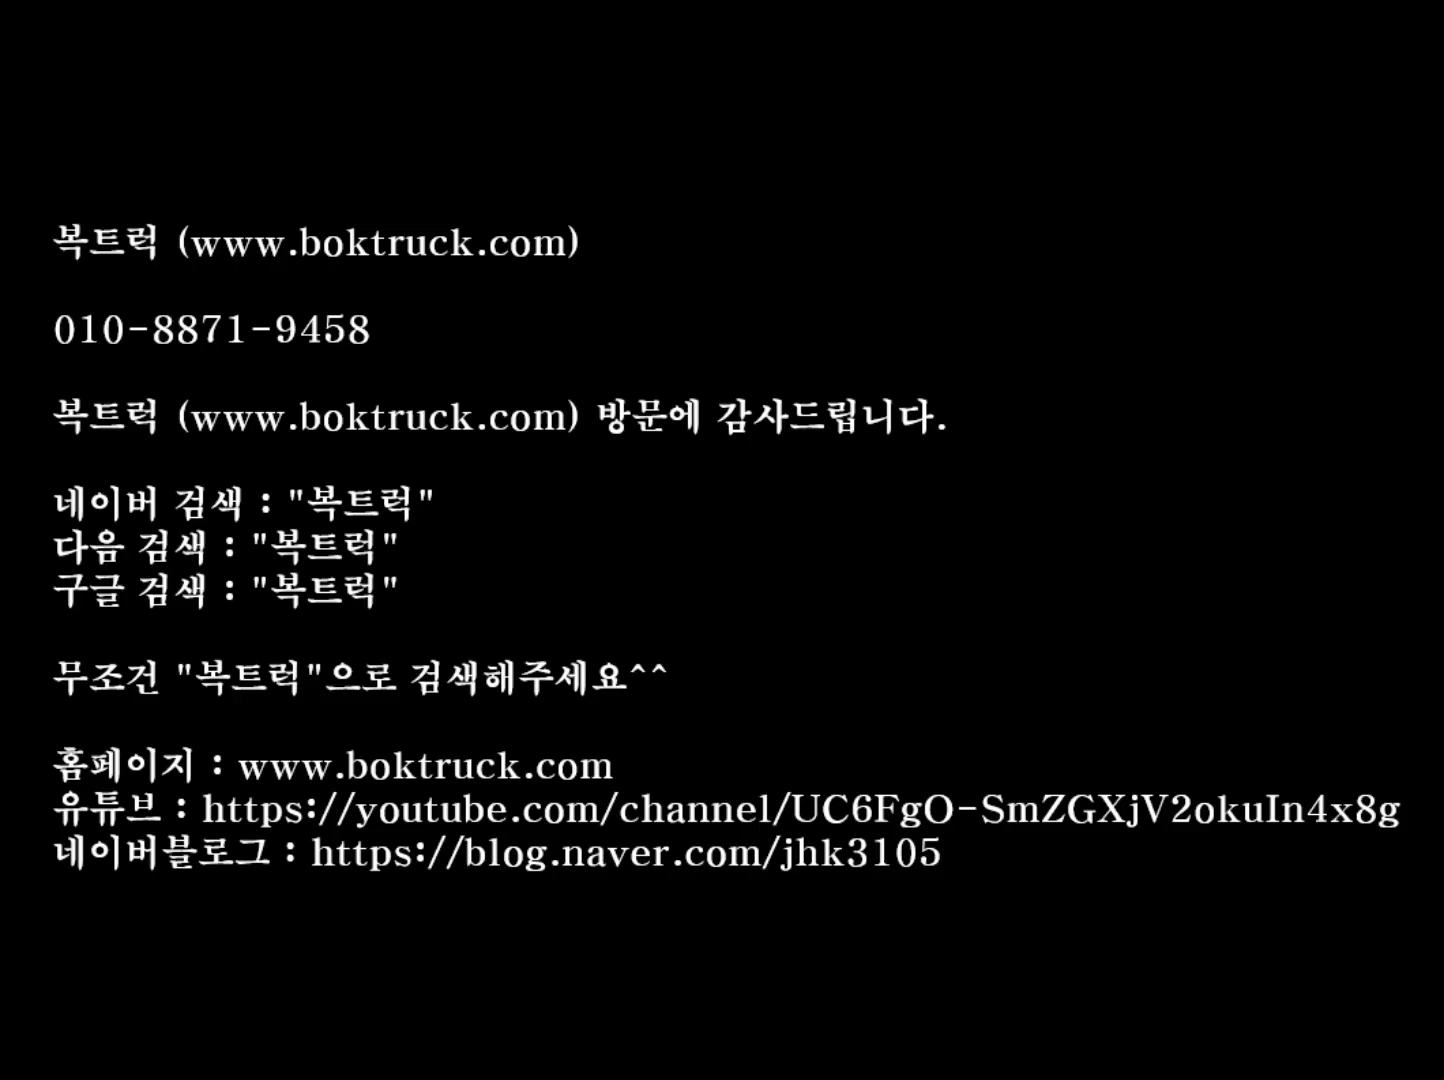 복트럭 (www.boktruck.com)
010-8871-9458
복트럭 (www.boktruck.com) 방문에 감사드립니다.
네이버 검색 : "복트럭"
다음 검색 : "복트럭"
구글 검색 : "복트럭"
무조건 "복트럭"으로 검색해주세요^^
홈페이지 : www.boktruck.com
유튜브 : https://youtube.com/channel/UC6FgO-SmZGXjV2okuIn4x8g
네이버블로그 : https://blog.naver.com/jhk3105